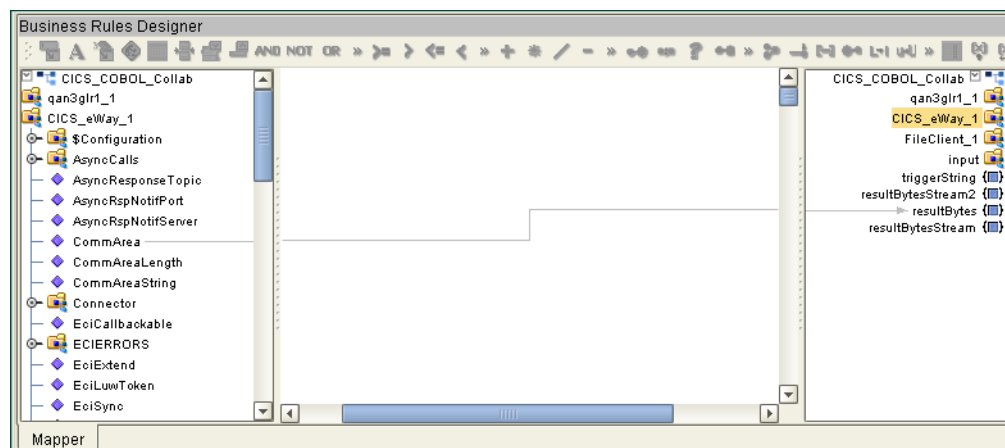 Business Rules Designer
A AND NOT OR » >= > <= < » + * / - » = ? » »
CICS_COBOL_Collab
qan3glr1_1
CICS_eWay_1
$Configuration
AsyncCalls
AsyncResponseTopic
AsyncRspNotifPort
AsyncRspNotifServer
CommArea
CommAreaLength
CommAreaString
Connector
EciCallbackable
ECIERRORS
EciExtend
EciLuwToken
EciSync
CICS_COBOL_Collab
qan3glr1_1
CICS_eWay_1
FileClient_1
input
triggerString
resultBytesStream2
resultBytes
resultBytesStream
Mapper